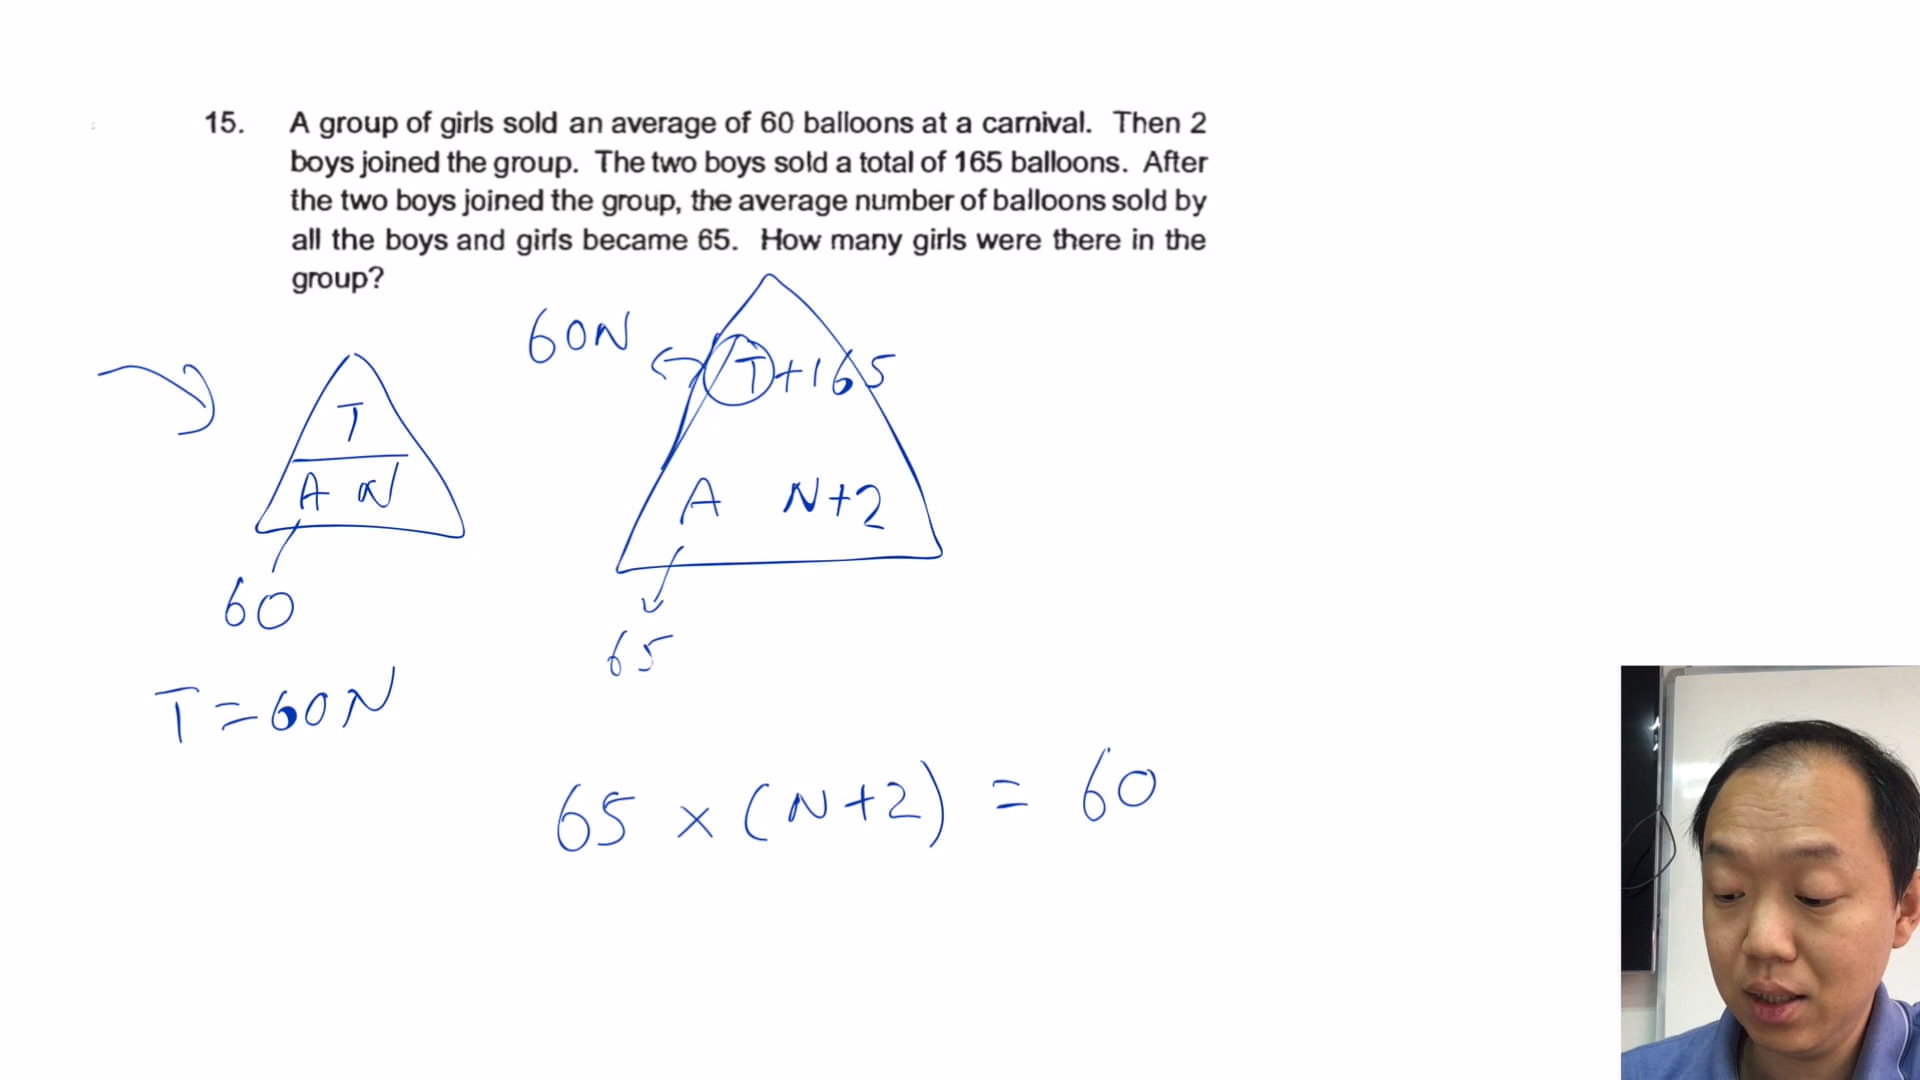 15. A group of girls sold an average of 60 balloons at a carnival. Then 2
boys joined the group. The two boys sold a total of 165 balloons. After
the two boys joined the group, the average number of balloons sold by
all the boys and girls became 65. How many girls were there in the
group?
60N
T+165
T
A N
A N+2
60
65
T=60N
65 × (N+2) = 60